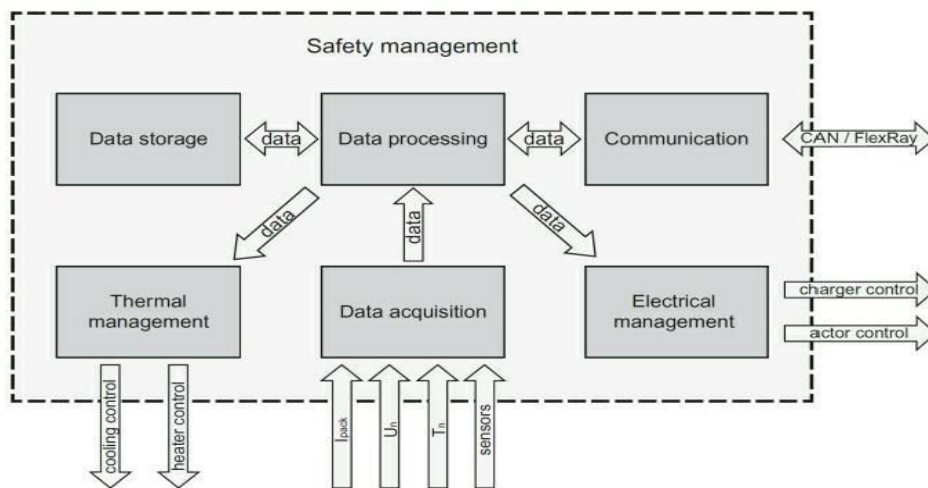 Safety management
Data storage
data
Data processing
data
Communication
CAN / FlexRay
data
data
data
Thermal
management
Data acquisition
Electrical
management
charger control
actor control
cooling control
heater control
Ipack
Un
Tn
sensors